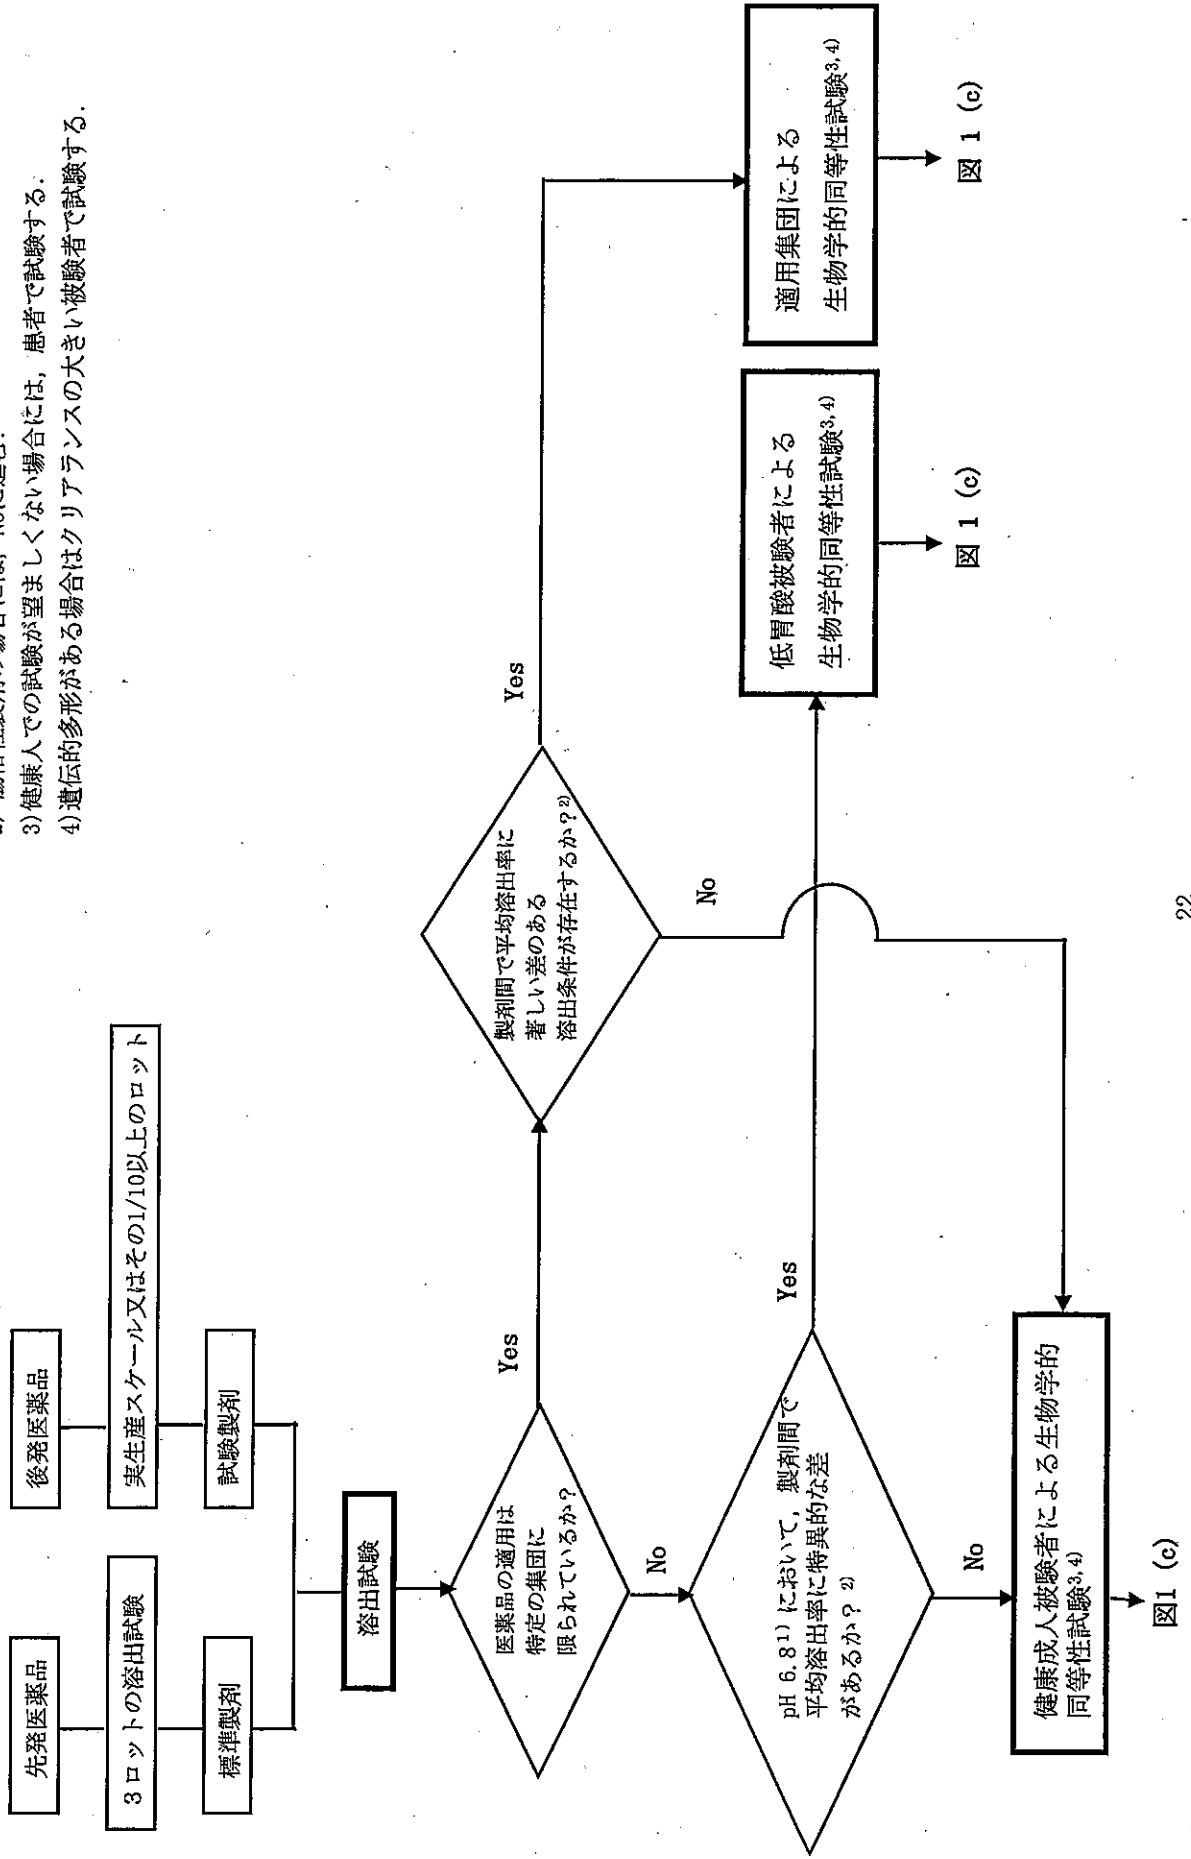 3)健康人での試験が望ましくない場合には，患者で試験する．
4)遺伝的多形がある場合はクリアランスの大きい被験者で試験する．
先発医薬品
後発医薬品
3ロットの溶出試験
実生産スケール又はその1/10以上のロット
標準製剤
試験製剤
溶出試験
医薬品の適用は
特定の集団に
限られているか？
Yes
No
製剤間で平均溶出率に
著しい差のある
溶出条件が存在するか？2)
Yes
No
pH 6.8 1)において，製剤間で
平均溶出率に特異的な差
があるか？ 2)
Yes
No
適用集団による
生物学的同等性試験3, 4)
図 1 (c)
低胃酸被験者による
生物学的同等性試験3, 4)
図 1 (c)
健康成人被験者による生物学的
同等性試験3, 4)
図1 (c)
22